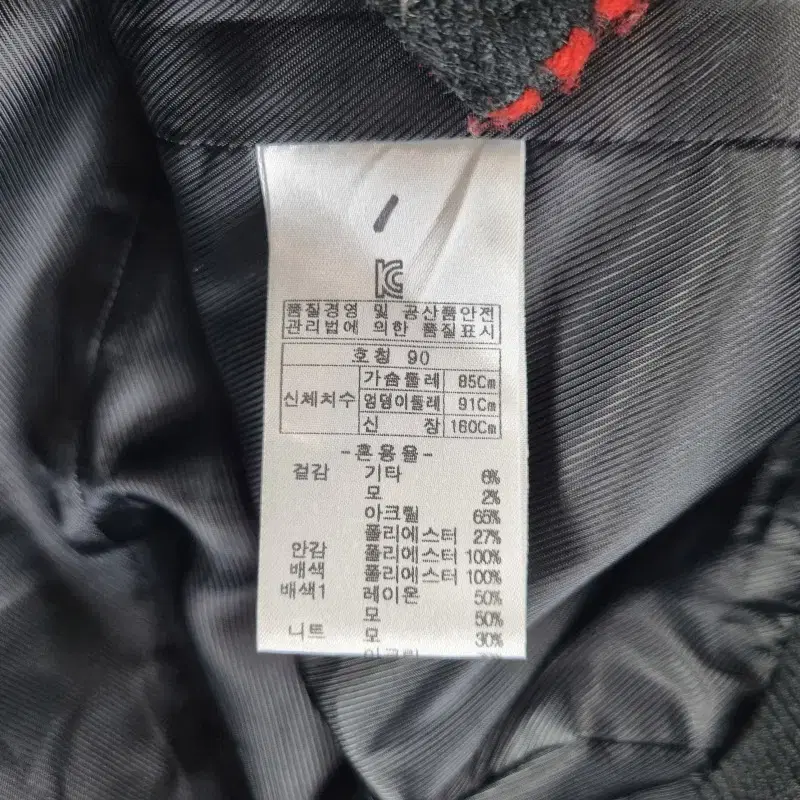 KC
품질경영 및 공산품안전
관리법에 의한 품질표시
호칭 90
신체치수 가슴둘레 85Cm
엉덩이둘레 91Cm
신 장 160Cm
-혼용율-
겉감 기타 6%
모 2%
아크릴 65%
폴리에스터 27%
안감 폴리에스터 100%
배색 폴리에스터 100%
배색1 레이온 50%
모 50%
니트 모 30%